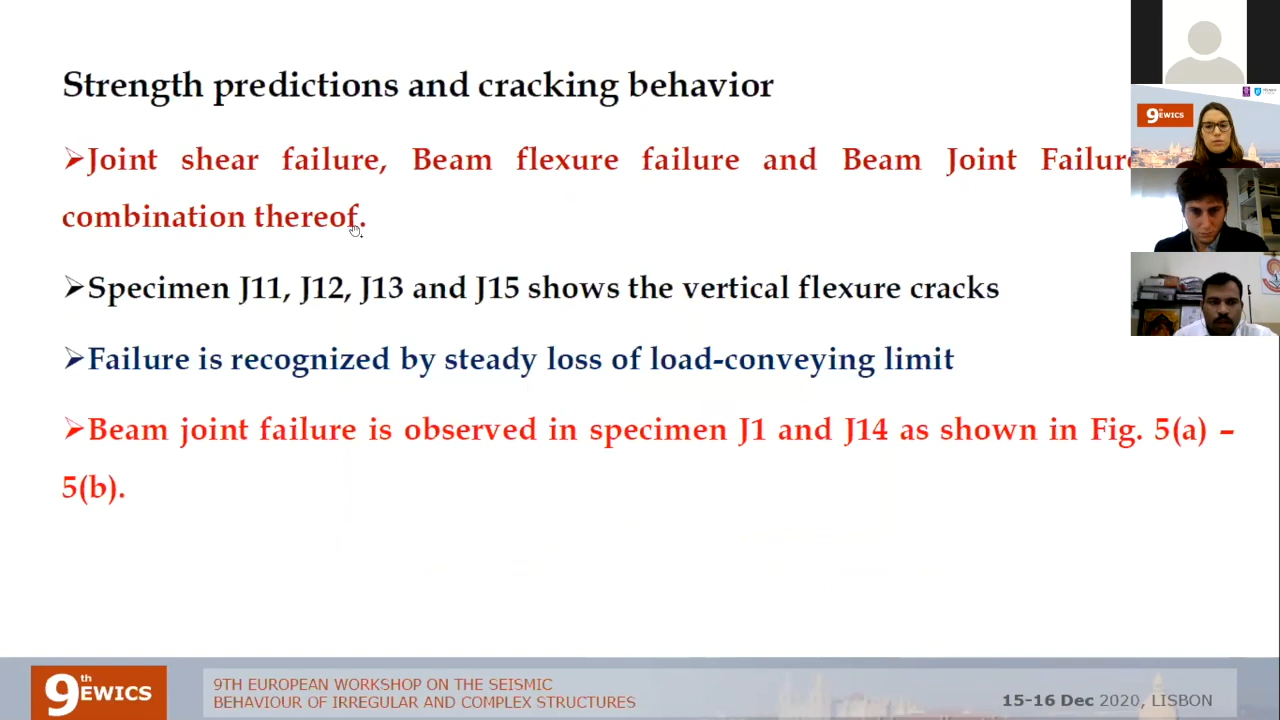 Strength predictions and cracking behavior
➢Joint shear failure, Beam flexure failure and Beam Joint Failure
combination thereof.
➢Specimen J11, J12, J13 and J15 shows the vertical flexure cracks
➢Failure is recognized by steady loss of load-conveying limit
➢Beam joint failure is observed in specimen J1 and J14 as shown in Fig. 5(a) –
5(b).
9EWICS
9th EWICS
9TH EUROPEAN WORKSHOP ON THE SEISMIC
BEHAVIOUR OF IRREGULAR AND COMPLEX STRUCTURES
15-16 Dec 2020, LISBON